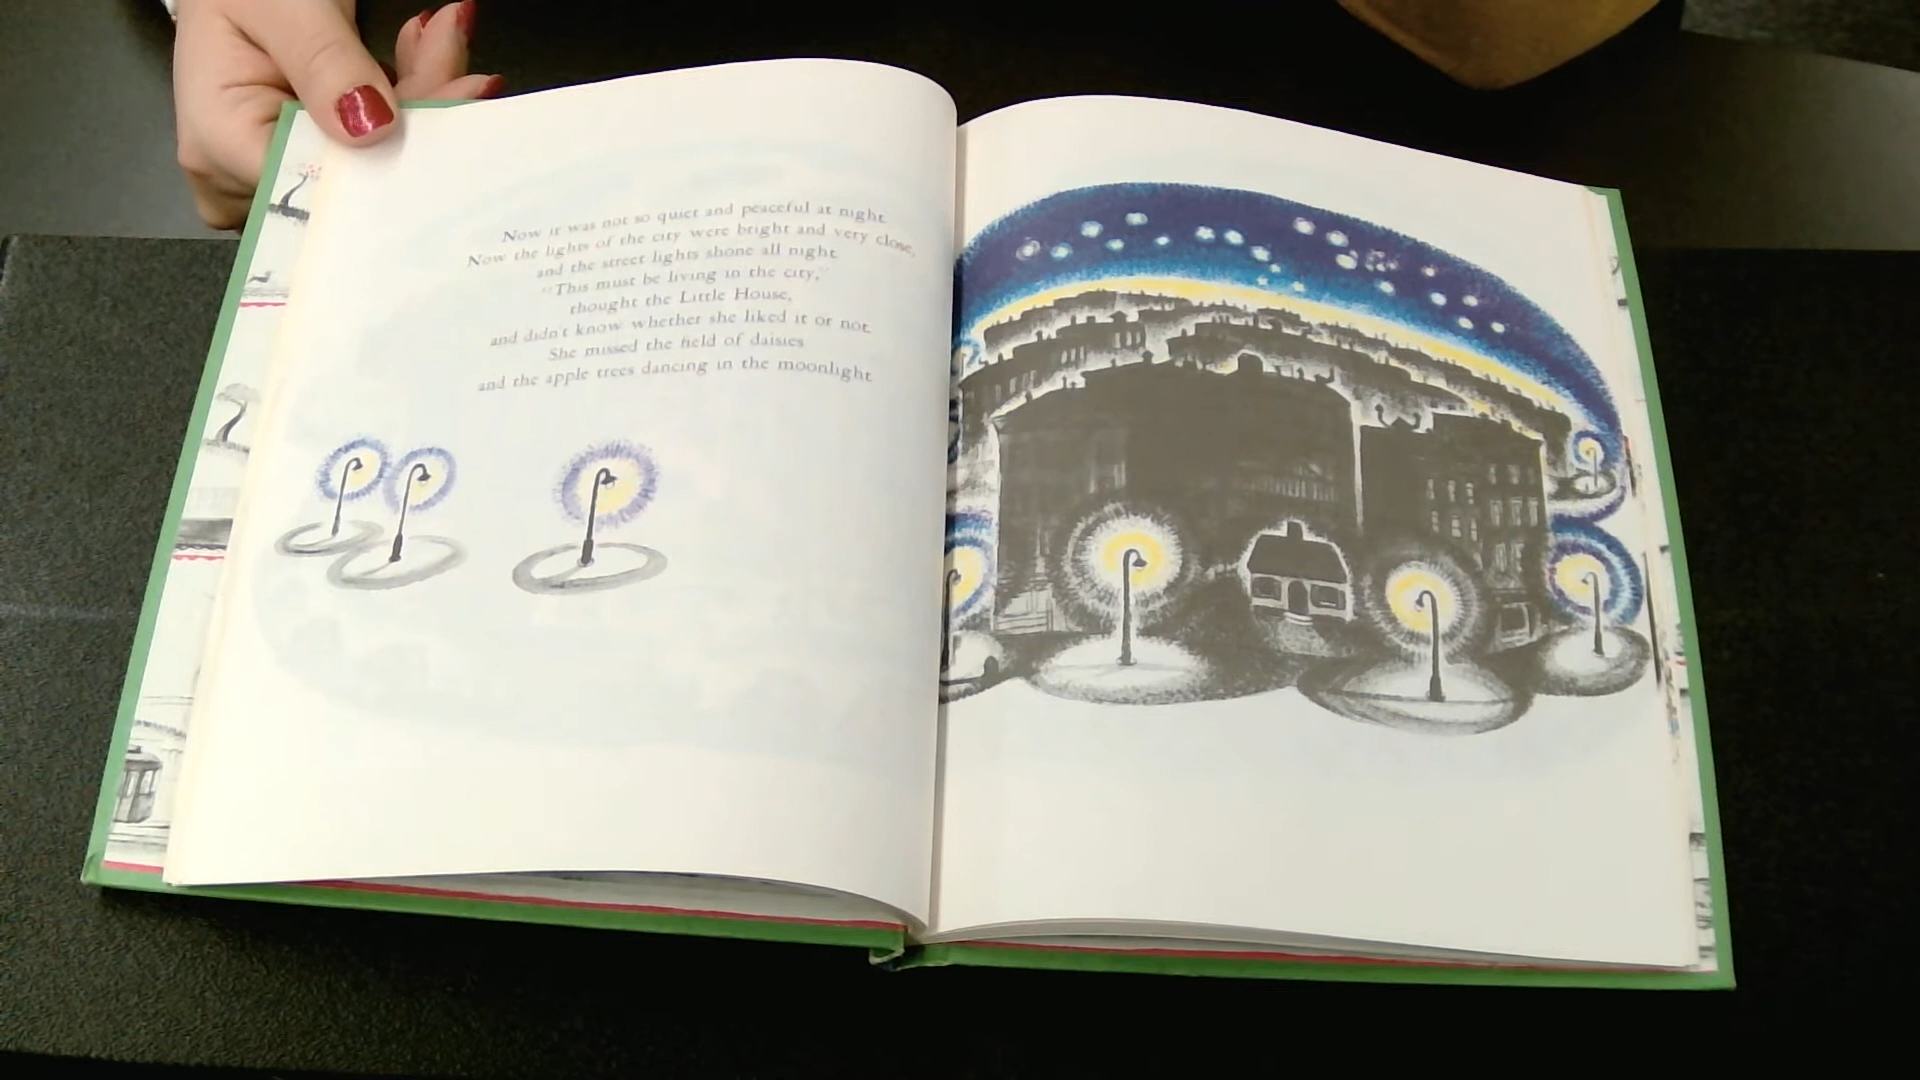 Now it was not so quiet and peaceful at night.
Now the lights of the city were bright and very close,
and the street lights shone all night.
"This must be living in the city,"
thought the Little House,
and didn't know whether she liked it or not.
She missed the field of daisies
and the apple trees dancing in the moonlight.